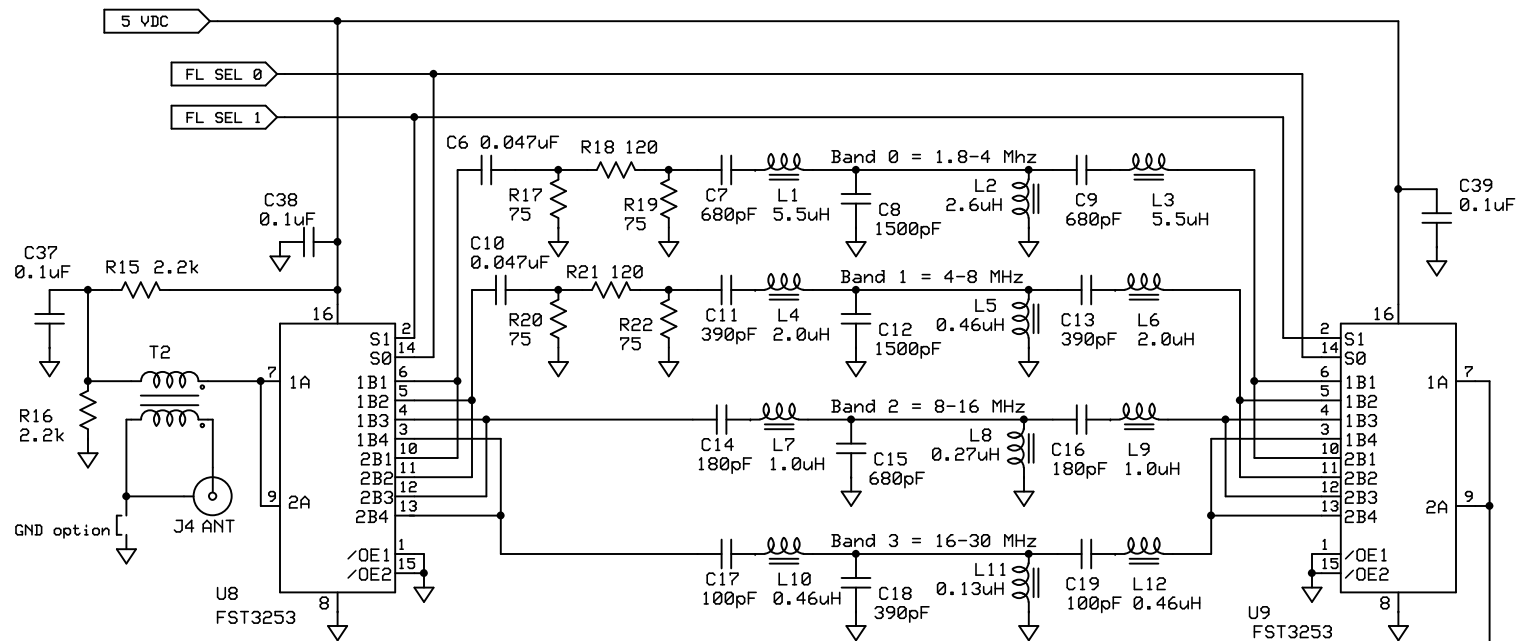 5 VDC
FL SEL 0
FL SEL 1
C6 0.047uF
R18 120
R17
75
R19
75
C7
680pF
L1
5.5uH
Band 0 = 1.8-4 Mhz
C8
1500pF
L2
2.6uH
C9
680pF
L3
5.5uH
C39
0.1uF
C38
0.1uF
C37
0.1uF
R15 2.2k
C10
0.047uF
R21 120
R20
75
R22
75
C11
390pF
L4
2.0uH
Band 1 = 4-8 MHz
C12
1500pF
L5
0.46uH
C13
390pF
L6
2.0uH
T2
R16
2.2k
GND option
J4 ANT
16
7
1A
9
2A
S1
2
S0
14
1B1
6
1B2
5
1B3
4
1B4
3
2B1
10
2B2
11
2B3
12
2B4
13
/OE1
1
/OE2
15
8
U8
FST3253
C14
180pF
L7
1.0uH
Band 2 = 8-16 MHz
C15
680pF
L8
0.27uH
C16
180pF
L9
1.0uH
C17
100pF
L10
0.46uH
Band 3 = 16-30 MHz
C18
390pF
L11
0.13uH
C19
100pF
L12
0.46uH
16
2
S1
14
S0
6
1B1
5
1B2
4
1B3
3
1B4
10
2B1
11
2B2
12
2B3
13
2B4
1
/OE1
15
/OE2
1A
7
2A
9
8
U9
FST3253